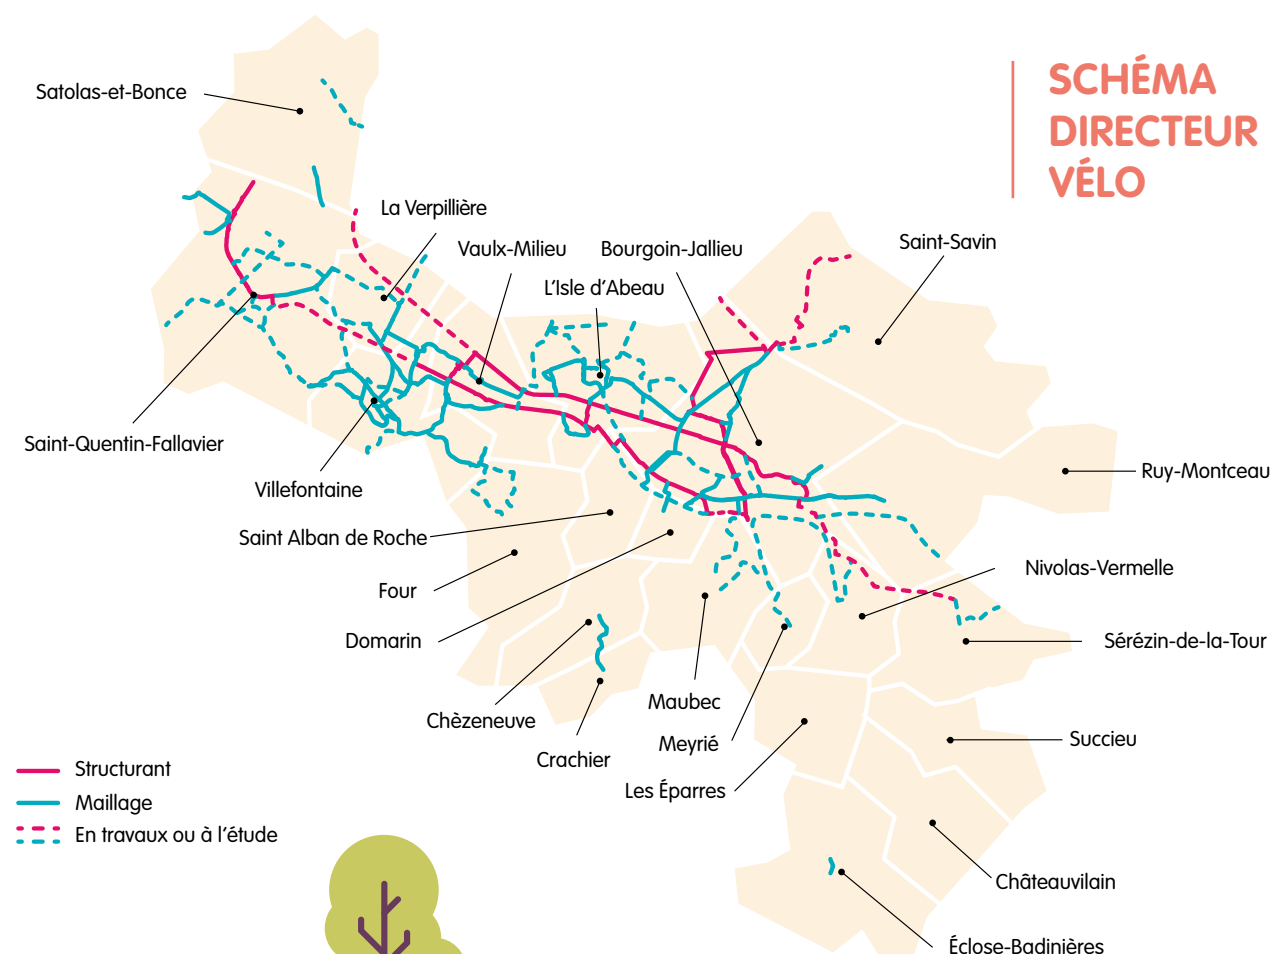 SCHÉMA
DIRECTEUR
VÉLO
Satolas-et-Bonce
La Verpillière
Vaulx-Milieu
Bourgoin-Jallieu
Saint-Savin
L'Isle d'Abeau
Saint-Quentin-Fallavier
Ruy-Montceau
Villefontaine
Saint Alban de Roche
Nivolas-Vermelle
Four
Domarin
Sérézin-de-la-Tour
Maubec
Chèzeneuve
Meyrié
Succieu
Crachier
Les Éparres
Structurant
Maillage
En travaux ou à l'étude
Châteauvilain
Éclose-Badinières